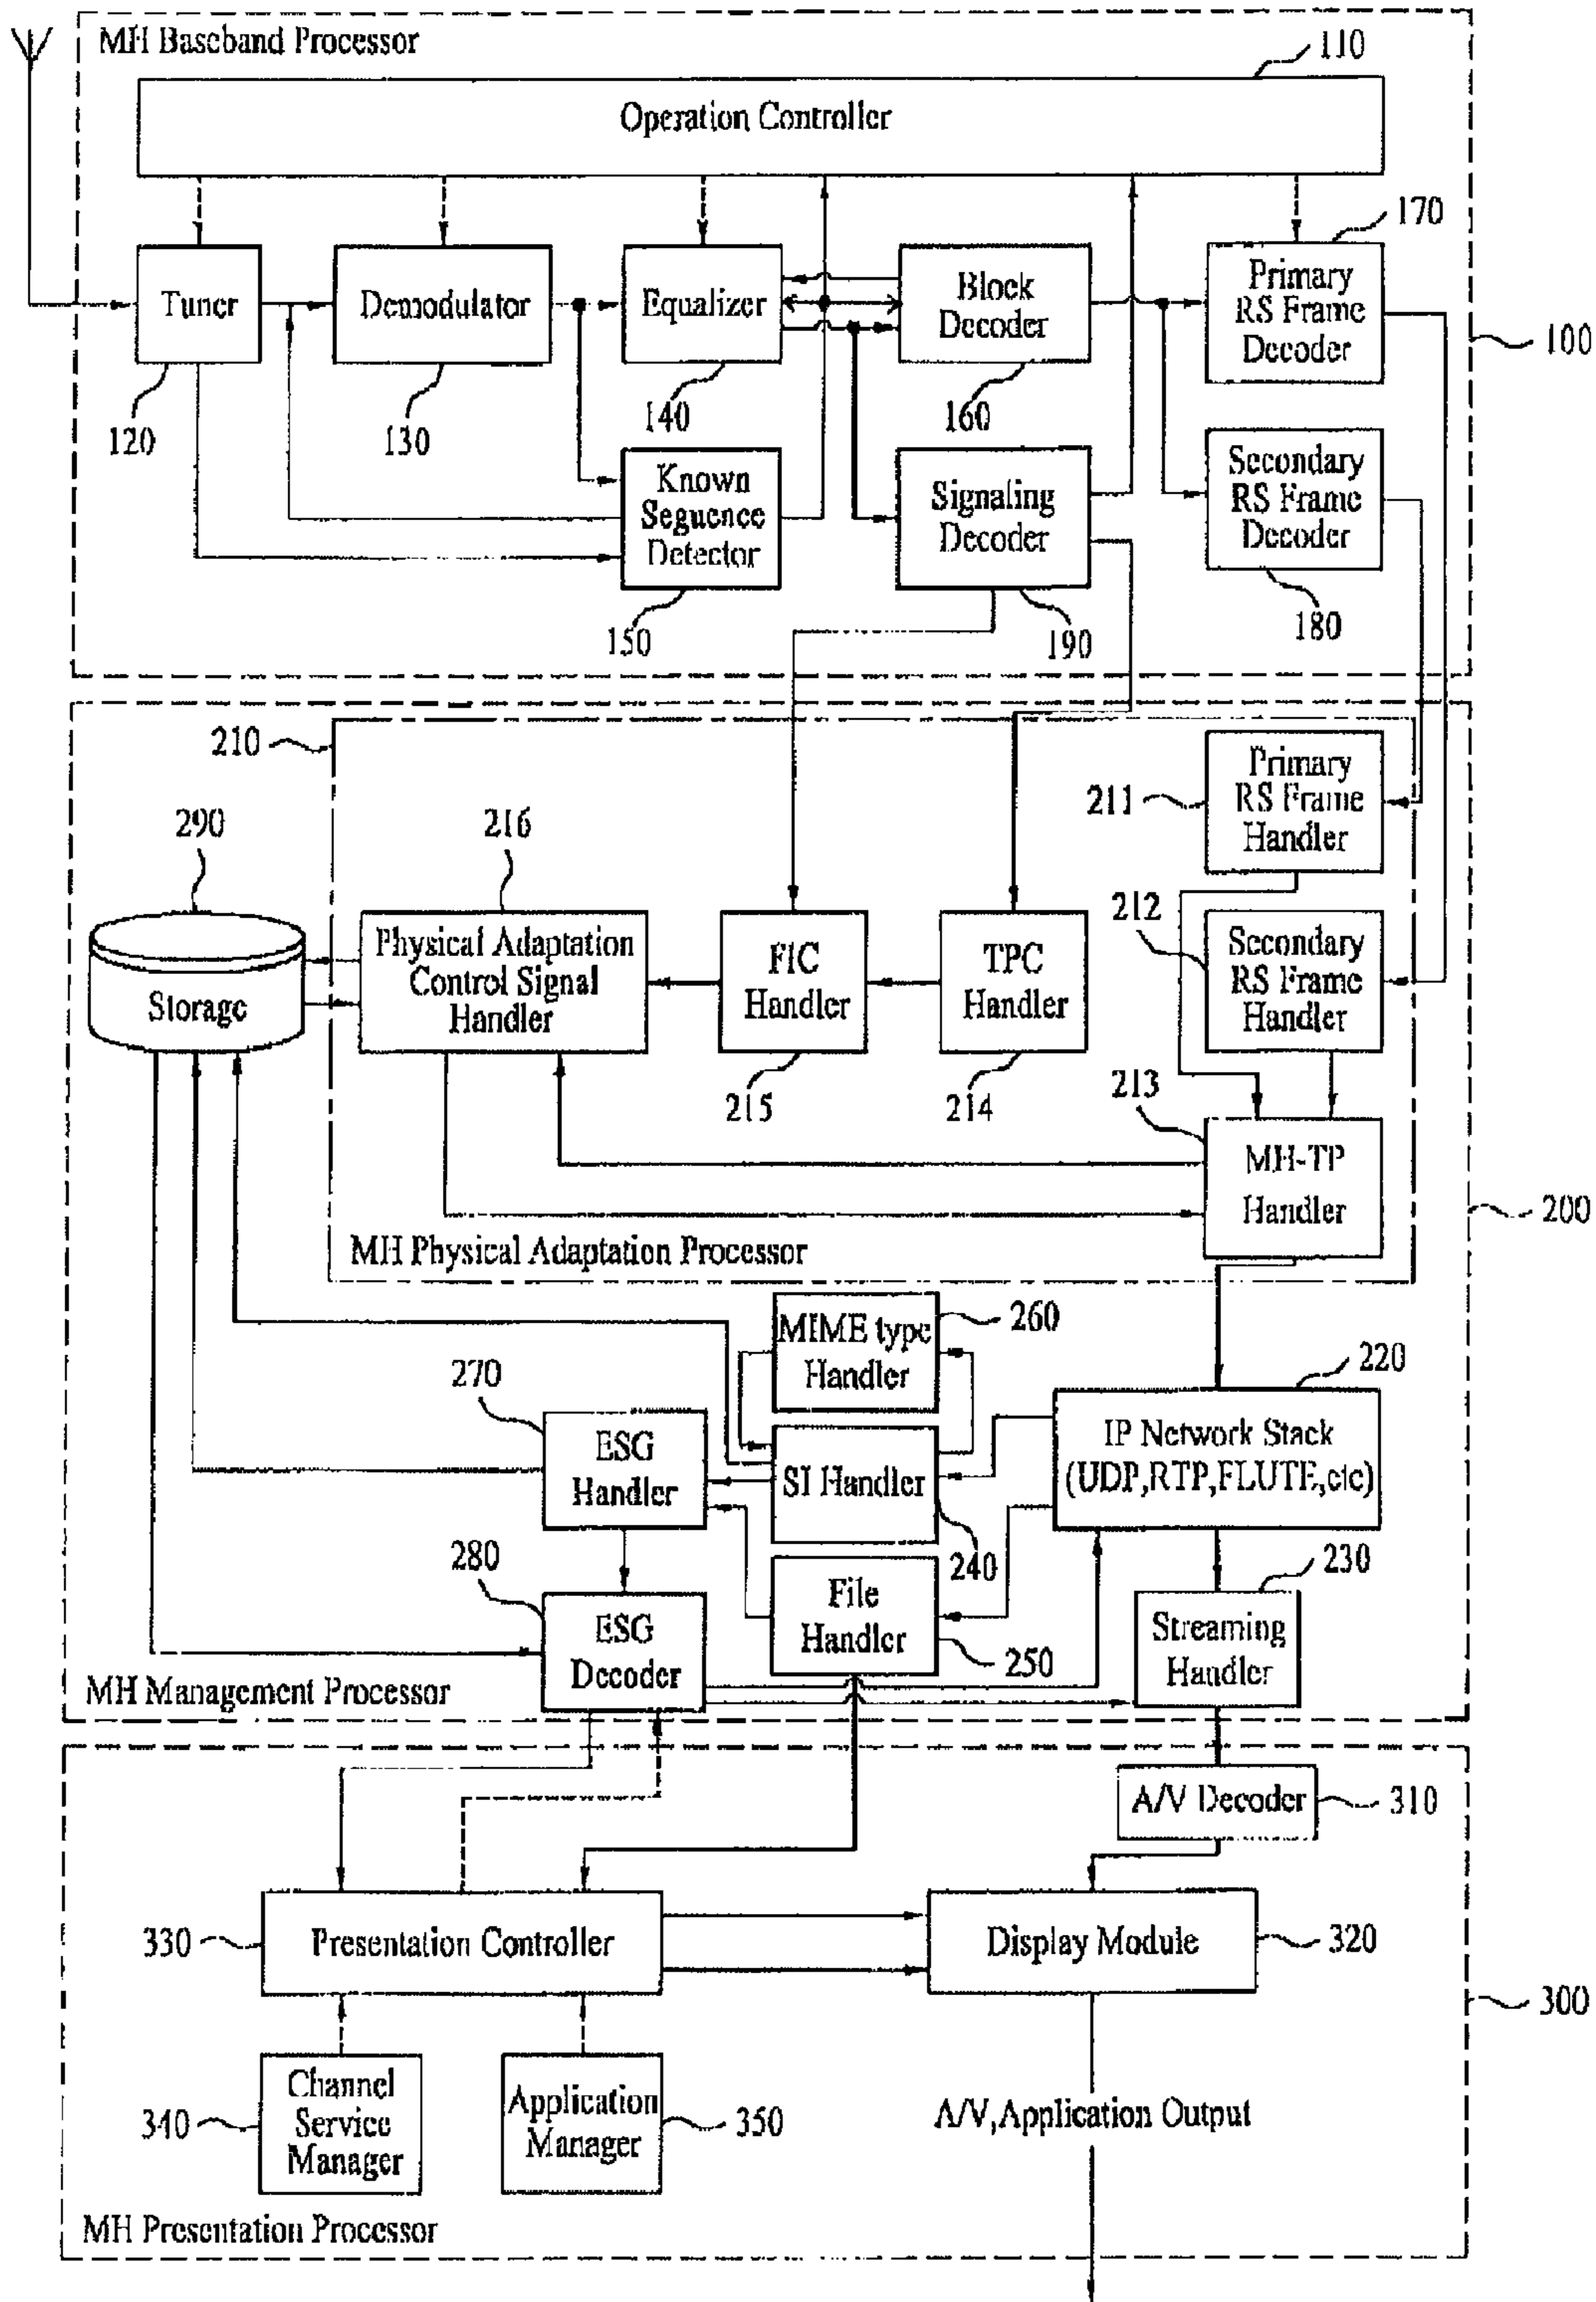 MH Baseband Processor
110
Operation Controller
170
Tuner
Demodulator
Equalizer
Block
Decoder
Primary
RS Frame
Decoder
100
120
130
140
160
Known
Seguence
Detector
Signaling
Decoder
Secondary
RS Frame
Decoder
150
190
180
210
Primary
RS Frame
Handler
211
290
216
212
Storage
Physical Adaptation
Control Signal
Handler
FIC
Handler
TPC
Handler
Secondary
RS Frame
Handler
215
214
213
MH-TP
Handler
200
MH Physical Adaptation Processor
MIME type
Handler
260
270
220
ESG
Handler
SI Handler
IP Network Stack
(UDP,RTP,FLUTE,etc)
280
240
230
ESG
Decoder
File
Handler
250
Streaming
Handler
MH Management Processor
A/V Decoder
310
330
Presentation Controller
Display Module
320
300
340
Channel
Service
Manager
Application
Manager
350
A/V,Application Output
MH Presentation Processor